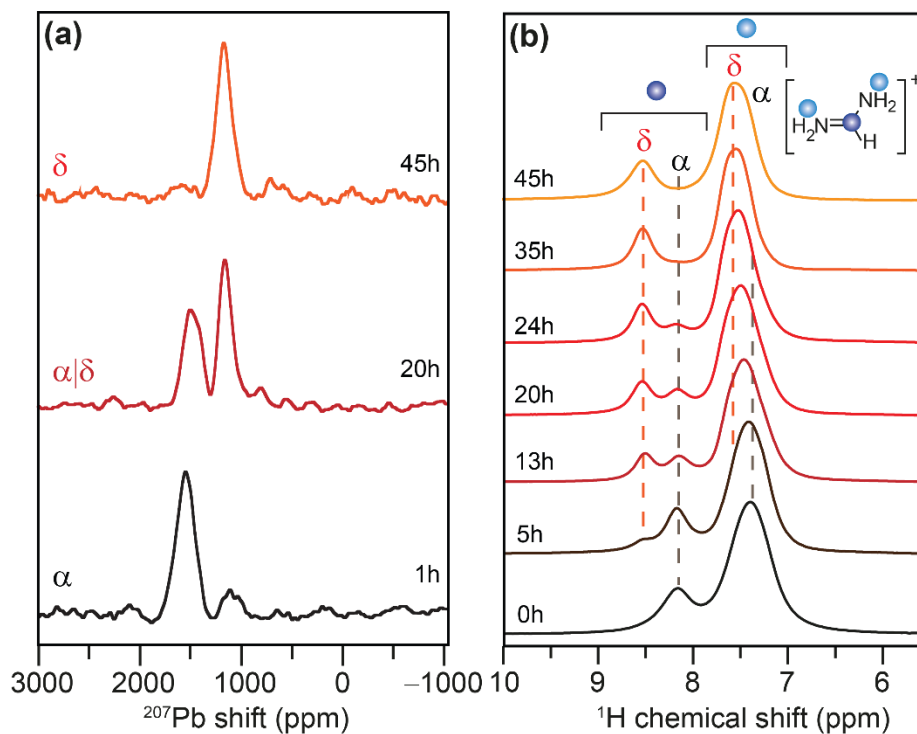 (a)
δ
45h
α|δ
20h
α
1h
3000 2000 1000 0 −1000
²⁰⁷Pb shift (ppm)
(b)
δ
α
δ
α
NH₂
H₂N
H
+
45h
35h
24h
20h
13h
5h
0h
10 9 8 7 6
¹H chemical shift (ppm)